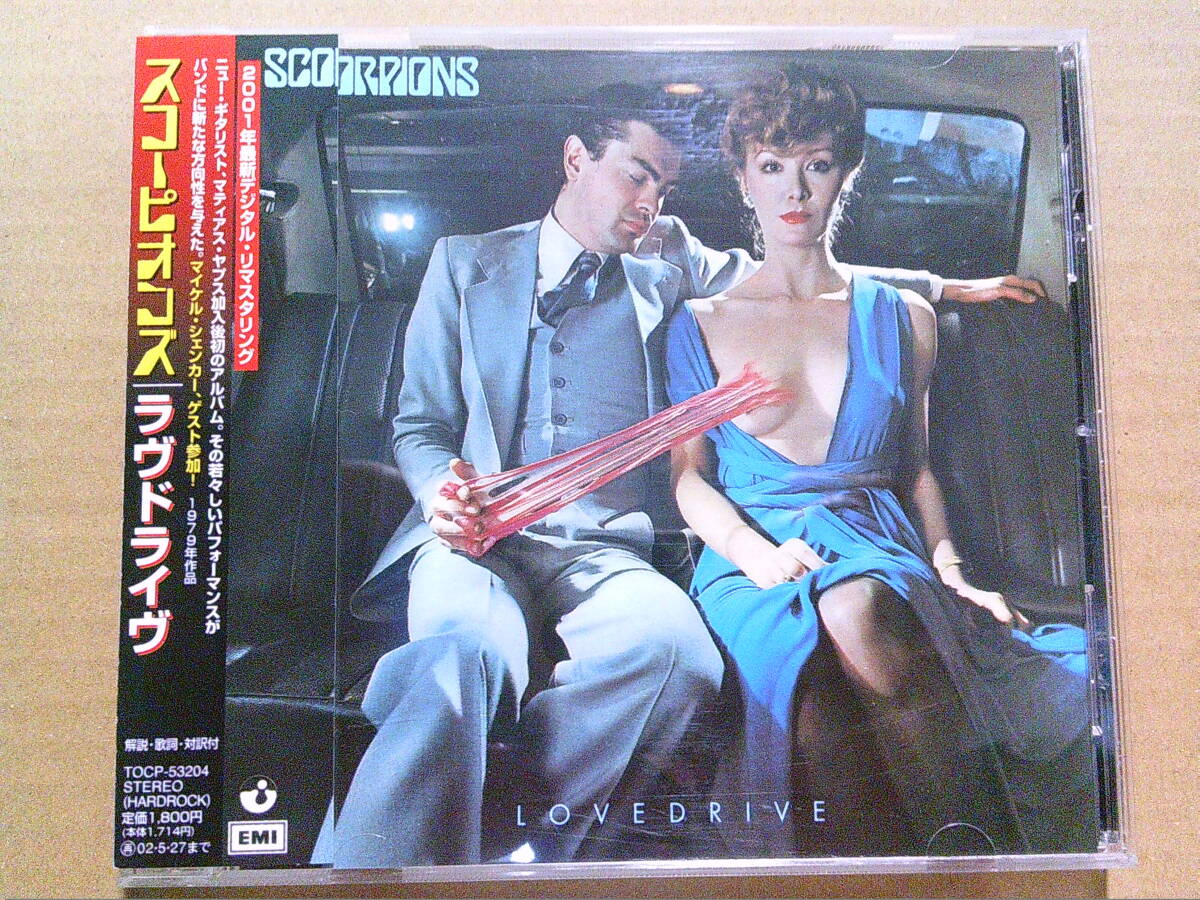 スコーピオンズ
ラヴドライヴ
ニュー・ギタリスト、マティアス・ヤプス加入後初のアルバム。その若々しいパフォーマンスが
バンドに新たな方向性を与えた。マイケル・シェンカー、ゲスト参加! 1979年作品
2001年最新デジタル・リマスタリング
解説・歌詞・対訳付
TOCP-53204
STEREO
(HARDROCK)
定価1,800円
(本体1,714円)
再02・5・27まで
EMI
SCORPIONS
LOVEDRIVE